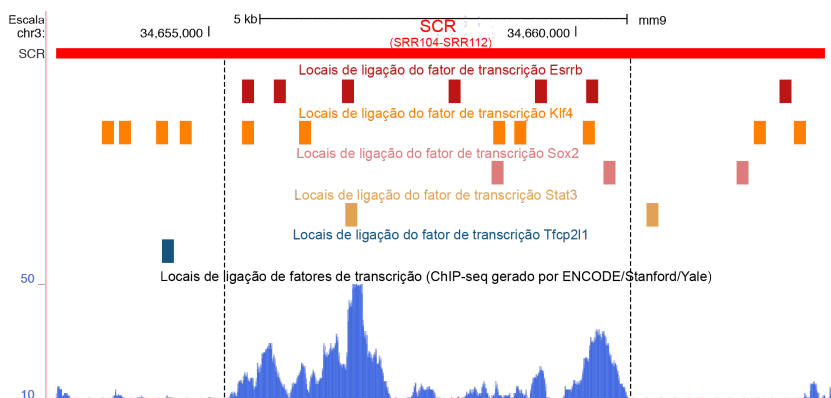 Escala 5 kb mm9
SCR
chr3: 34,655,000 34,660,000
(SRR104-SRR112)
SCR
Locais de ligação do fator de transcrição Esrrb
Locais de ligação do fator de transcrição Klf4
Locais de ligação do fator de transcrição Sox2
Locais de ligação do fator de transcrição Stat3
Locais de ligação do fator de transcrição Tfcp2l1
Locais de ligação de fatores de transcrição (ChIP-seq gerado por ENCODE/Stanford/Yale)
50
10